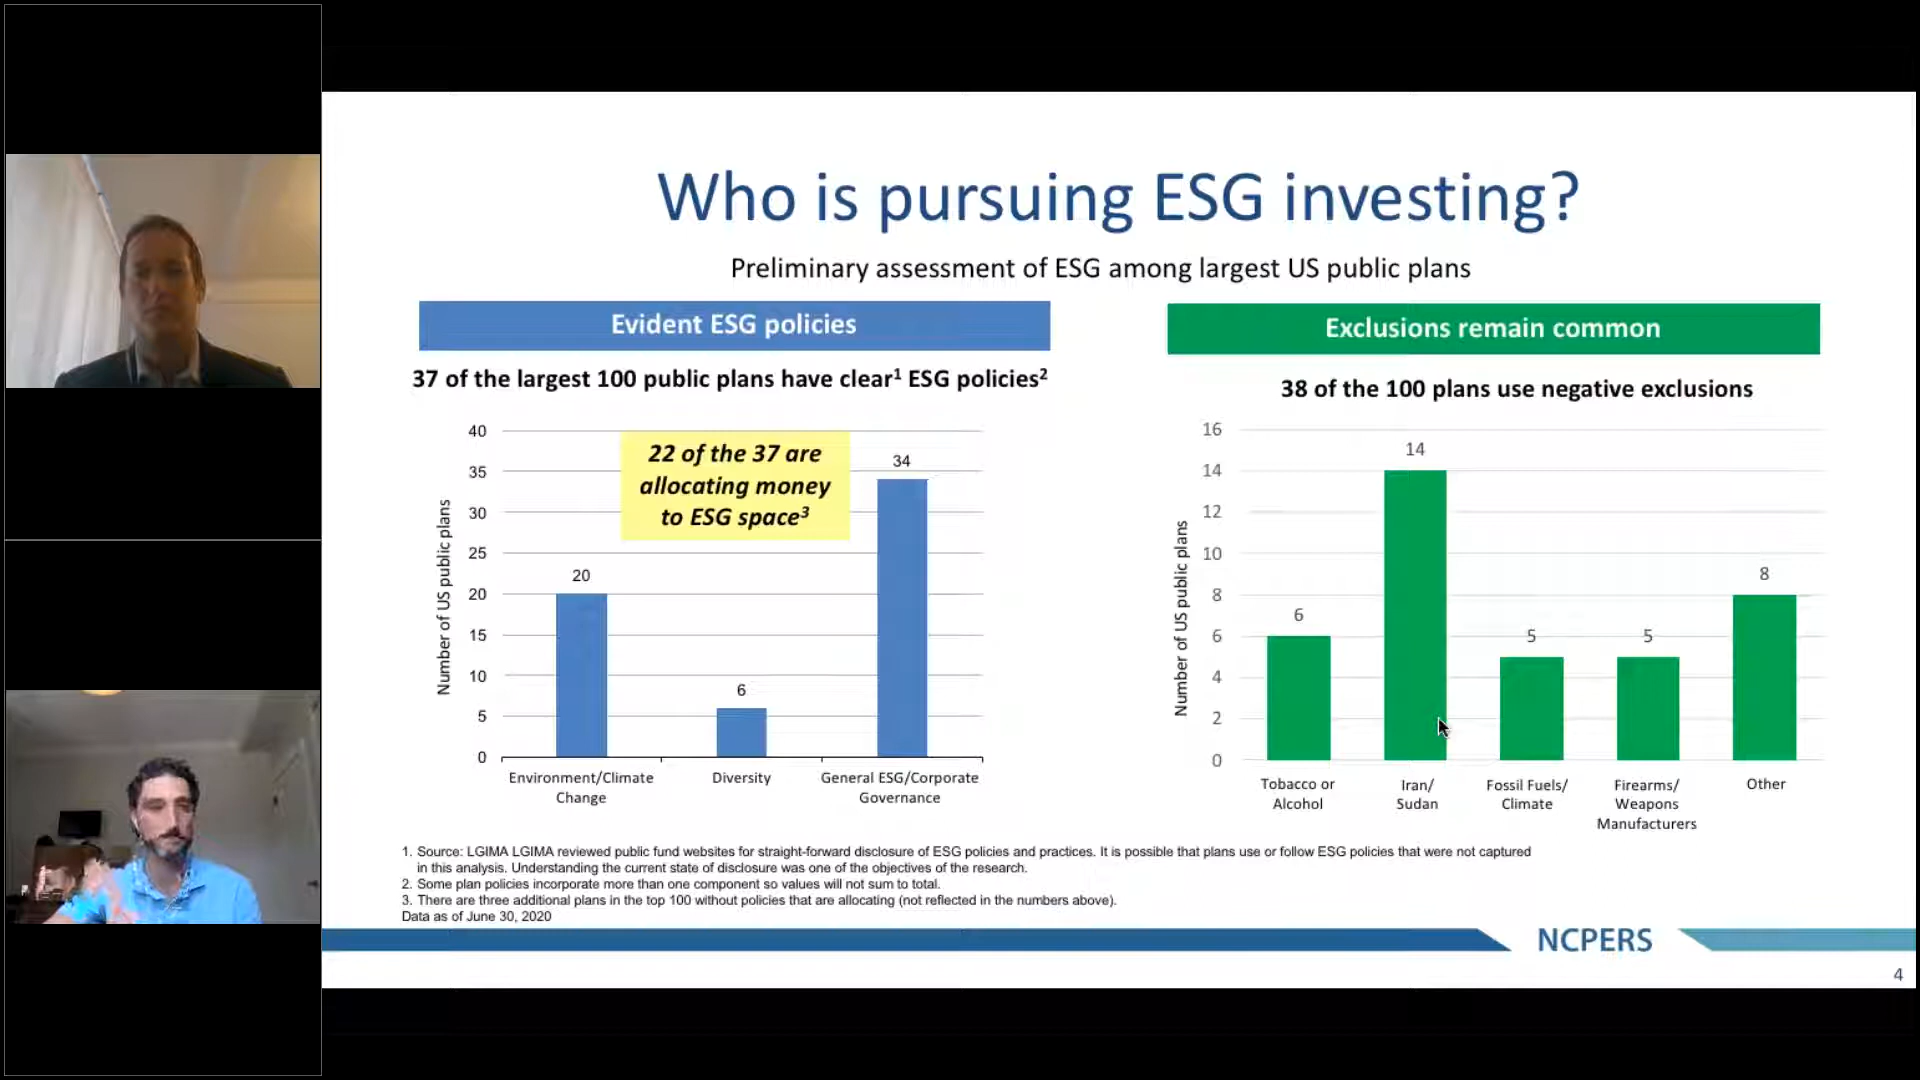 Who is pursuing ESG investing?
Preliminary assessment of ESG among largest US public plans
Evident ESG policies
37 of the largest 100 public plans have clear¹ ESG policies²
22 of the 37 are
allocating money
to ESG space³
Number of US public plans
40
35
30
25
20
15
10
5
0
20
6
34
Environment/Climate
Change
Diversity
General ESG/Corporate
Governance
Exclusions remain common
38 of the 100 plans use negative exclusions
Number of US public plans
16
14
12
10
8
6
4
2
0
6
14
5
5
8
Tobacco or
Alcohol
Iran/
Sudan
Fossil Fuels/
Climate
Firearms/
Weapons
Manufacturers
Other
1. Source: LGIMA LGIMA reviewed public fund websites for straight-forward disclosure of ESG policies and practices. It is possible that plans use or follow ESG policies that were not captured
in this analysis. Understanding the current state of disclosure was one of the objectives of the research.
2. Some plan policies incorporate more than one component so values will not sum to total.
3. There are three additional plans in the top 100 without policies that are allocating (not reflected in the numbers above).
Data as of June 30, 2020
NCPERS
4